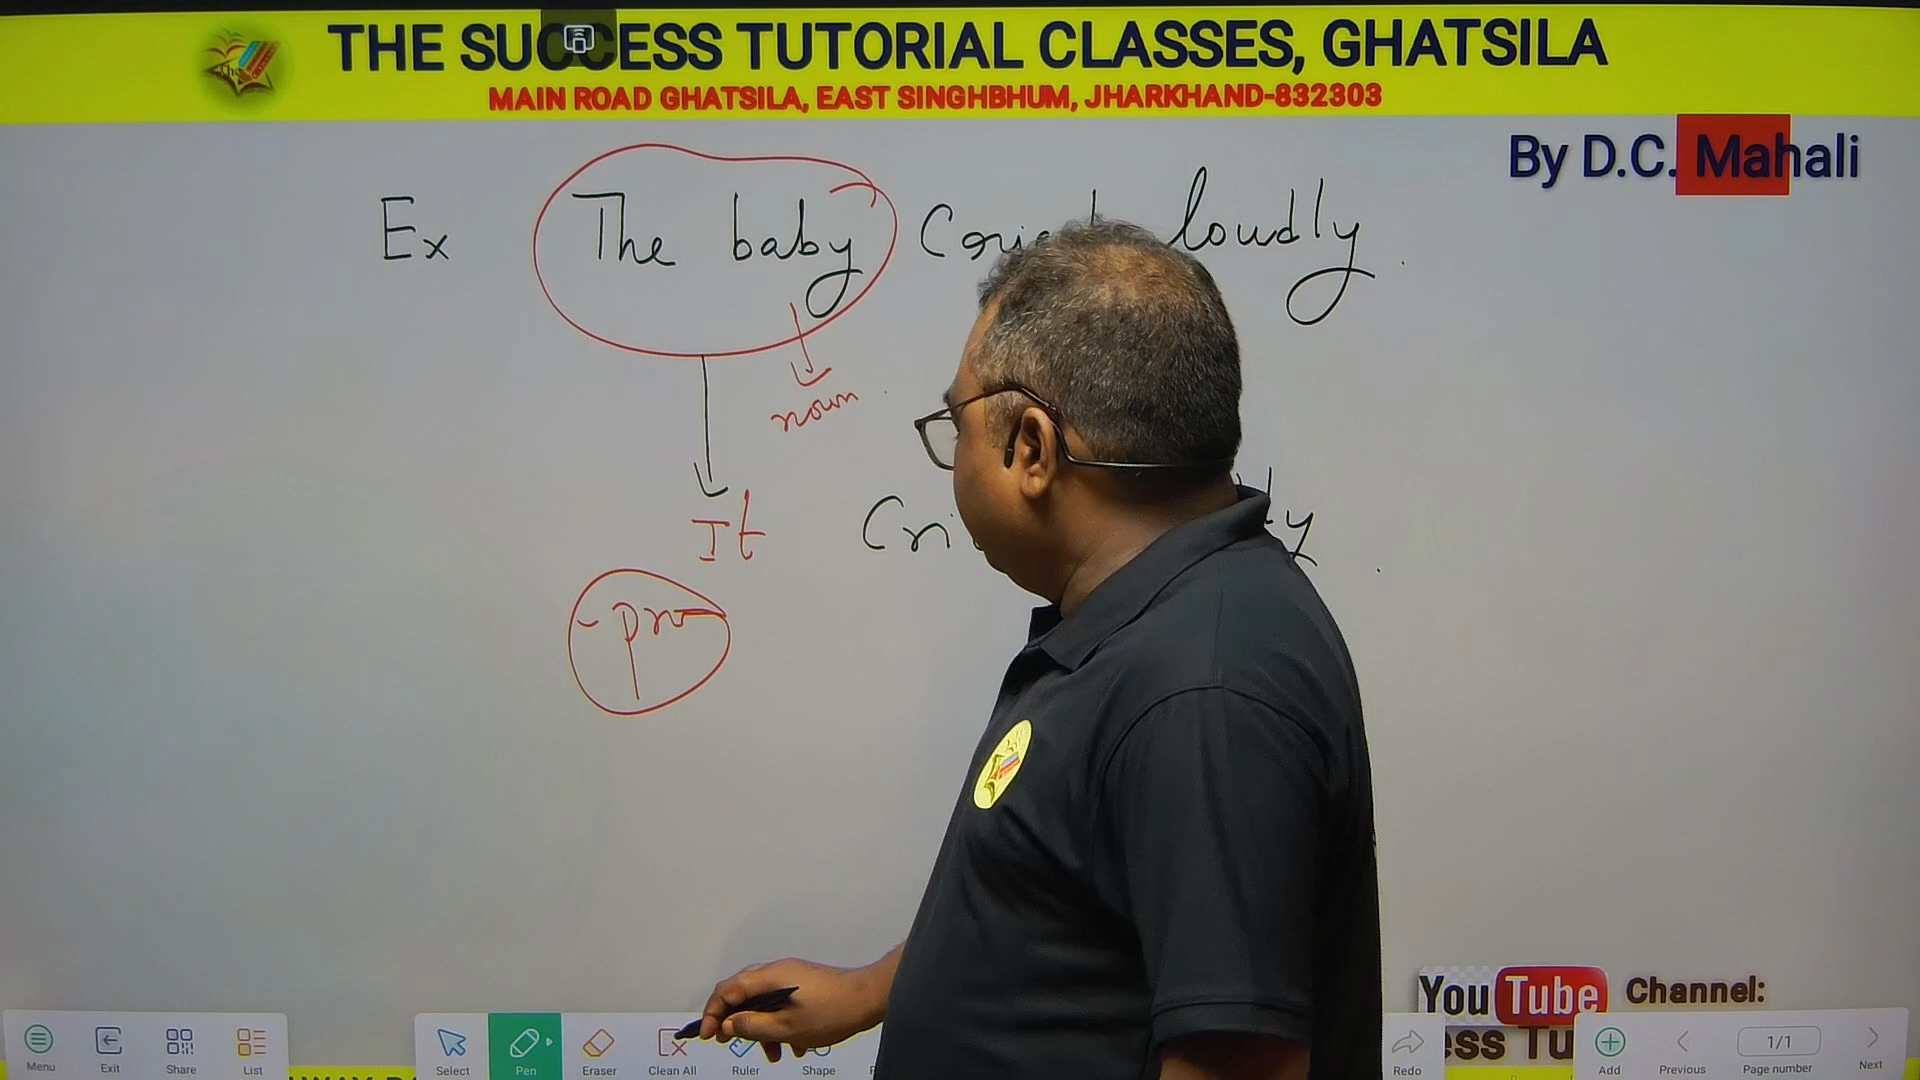 THE SUCCESS TUTORIAL CLASSES, GHATSILA
MAIN ROAD GHATSILA, EAST SINGHBHUM, JHARKHAND-832303
By D.C. Mahali
Ex The baby loudly.
noun
It
pro
YouTube Channel:
Menu Exit Share List Select Pen Eraser Clean All Ruler Shape Redo Add Previous 1/1 Page number Next